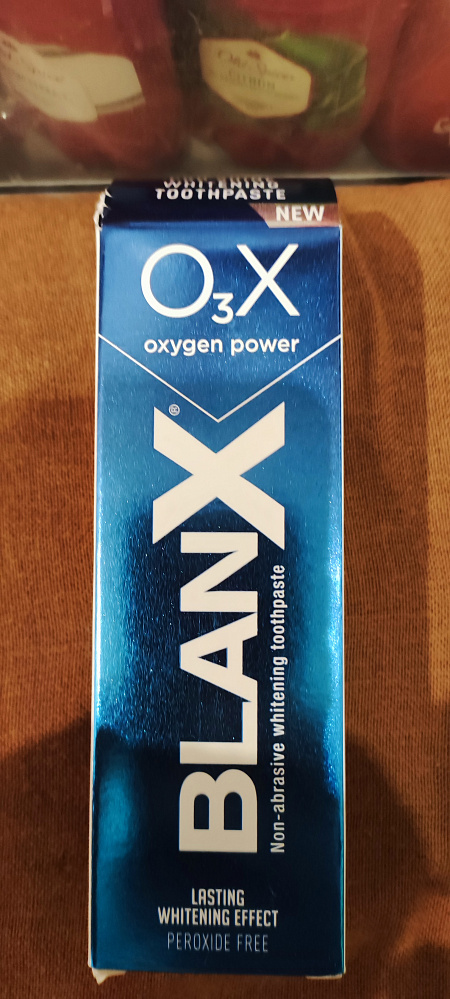 WHITENING
TOOTHPASTE
NEW
O₃X
oxygen power
BLANX®
Non-abrasive whitening toothpaste
LASTING
WHITENING EFFECT
PEROXIDE FREE